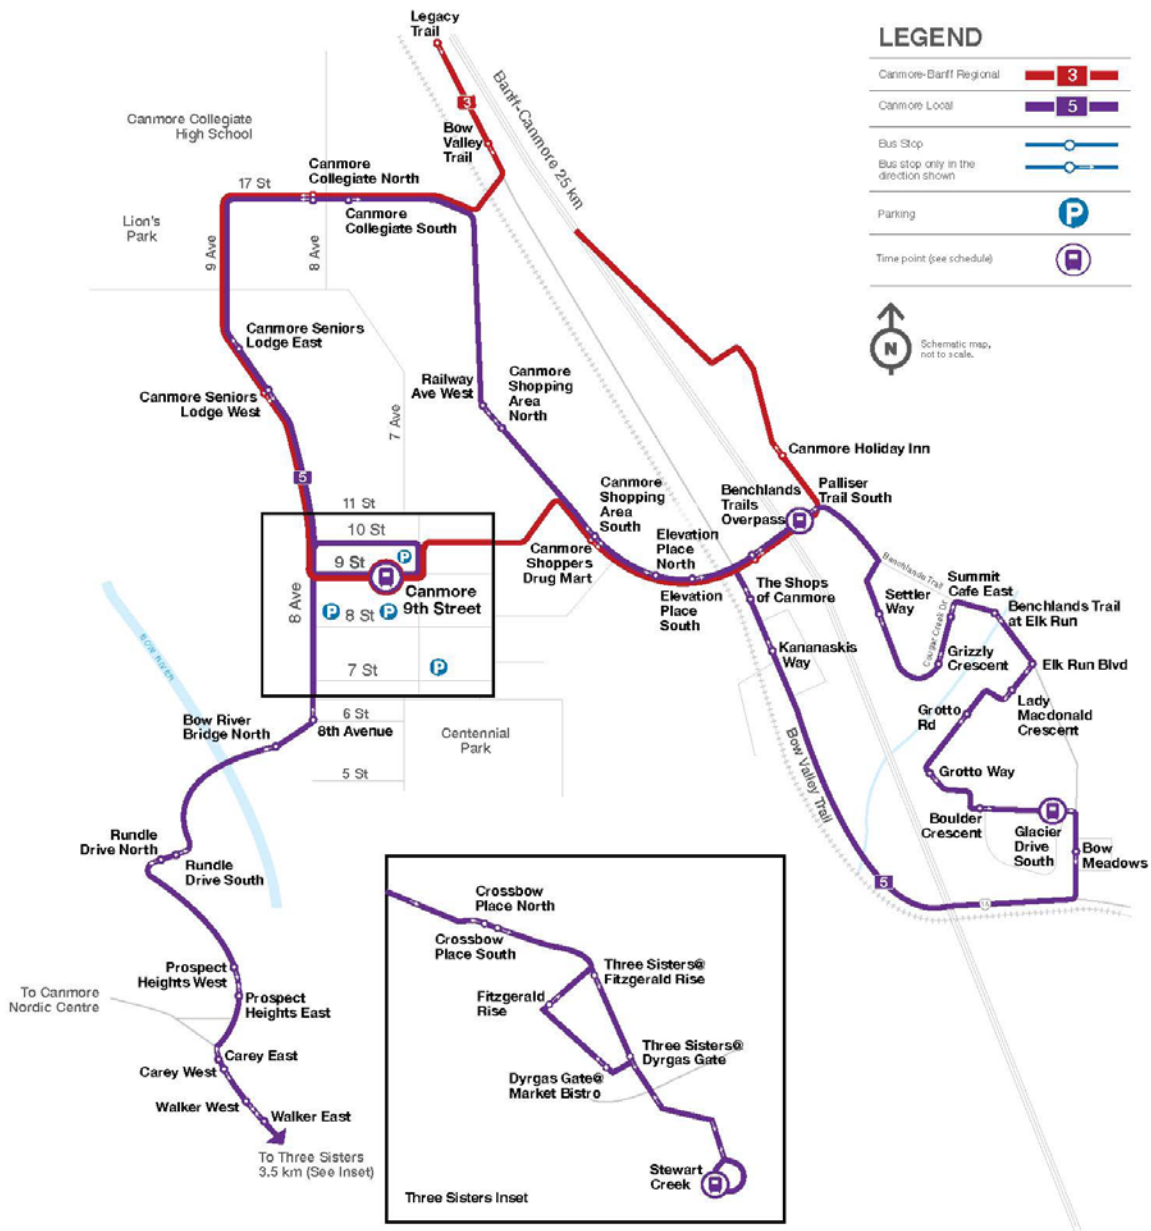 Legacy
Trail
LEGEND
Canmore-Banff Regional
3
Canmore Local
5
Bus Stop
Bus stop only in the
direction shown
Parking
P
Time point (see schedule)
N
Schematic map,
not to scale.
3
Banff-Canmore 25 km
Bow
Valley
Trail
Canmore Collegiate
High School
Canmore
Collegiate North
17 St
Canmore
Collegiate South
Lion's
Park
9 Ave
8 Ave
Canmore Seniors
Lodge East
Canmore Seniors
Lodge West
Railway
Ave West
Canmore
Shopping
Area
North
7 Ave
5
Canmore Holiday Inn
Canmore
Shopping
Area
South
Benchlands
Trails
Overpass
Palliser
Trail South
11 St
10 St
9 St
P
Canmore
9th Street
8 Ave
P
8 St
P
7 St
P
Canmore
Shoppers
Drug Mart
Elevation
Place
North
Elevation
Place
South
The Shops
of Canmore
Kananaskis
Way
Benchlands Trail
Settler
Way
Cougar Creek Dr
Summit
Cafe East
Benchlands Trail
at Elk Run
Grizzly
Crescent
Elk Run Blvd
Grotto
Rd
Lady
Macdonald
Crescent
Grotto Way
Boulder
Crescent
Glacier
Drive
South
Bow
Meadows
Bow Valley Trail
5
1A
BOW RIVER
Bow River
Bridge North
6 St
8th Avenue
5 St
Centennial
Park
Rundle
Drive North
Rundle
Drive South
Prospect
Heights West
Prospect
Heights East
To Canmore
Nordic Centre
Carey East
Carey West
Walker West
Walker East
To Three Sisters
3.5 km (See Inset)
Crossbow
Place North
Crossbow
Place South
Three Sisters@
Fitzgerald Rise
Fitzgerald
Rise
Three Sisters@
Dyrgas Gate
Dyrgas Gate@
Market Bistro
Stewart
Creek
Three Sisters Inset